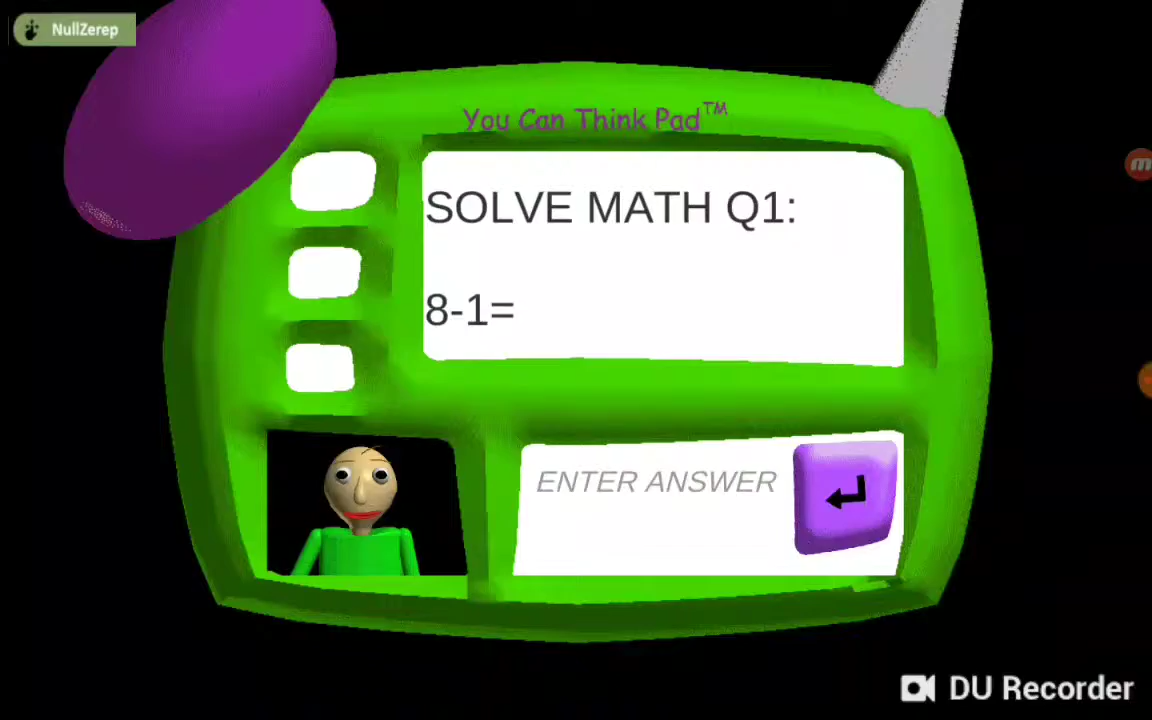 NullZerep
You Can Think Pad™
SOLVE MATH Q1:
8-1=
ENTER ANSWER
DU Recorder